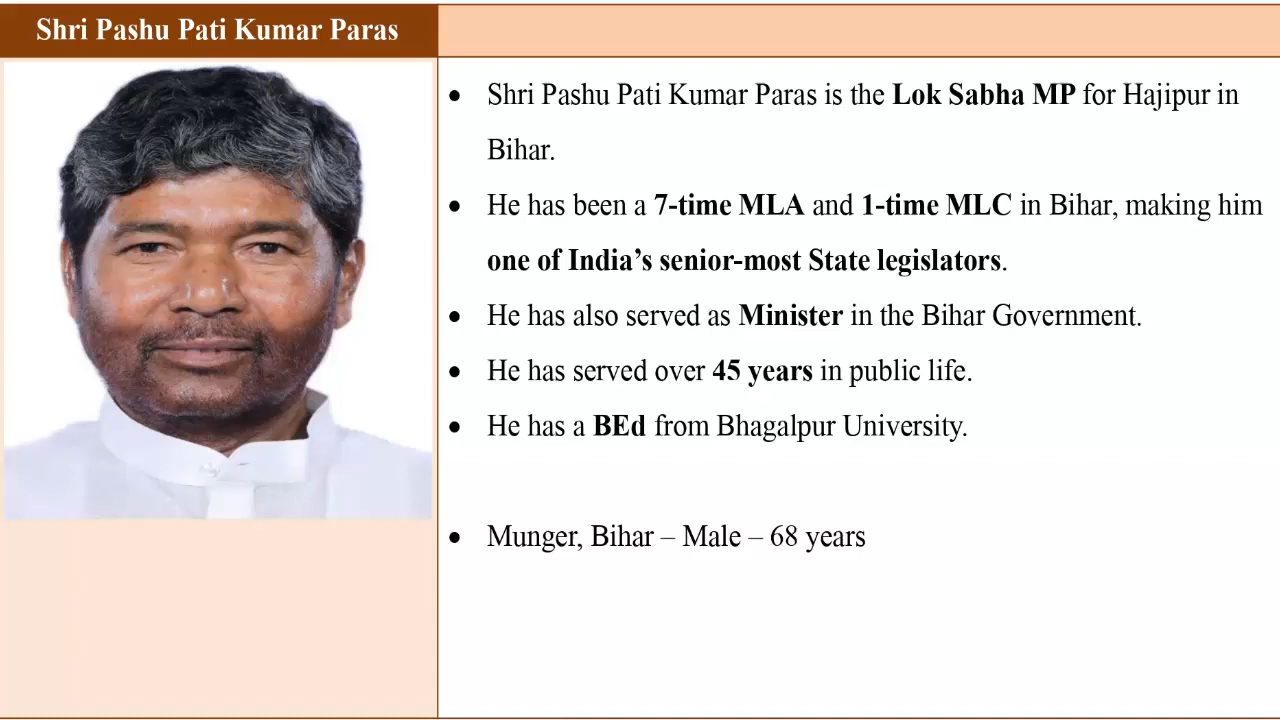 Shri Pashu Pati Kumar Paras
• Shri Pashu Pati Kumar Paras is the Lok Sabha MP for Hajipur in
Bihar.
• He has been a 7-time MLA and 1-time MLC in Bihar, making him
one of India’s senior-most State legislators.
• He has also served as Minister in the Bihar Government.
• He has served over 45 years in public life.
• He has a BEd from Bhagalpur University.
• Munger, Bihar – Male – 68 years